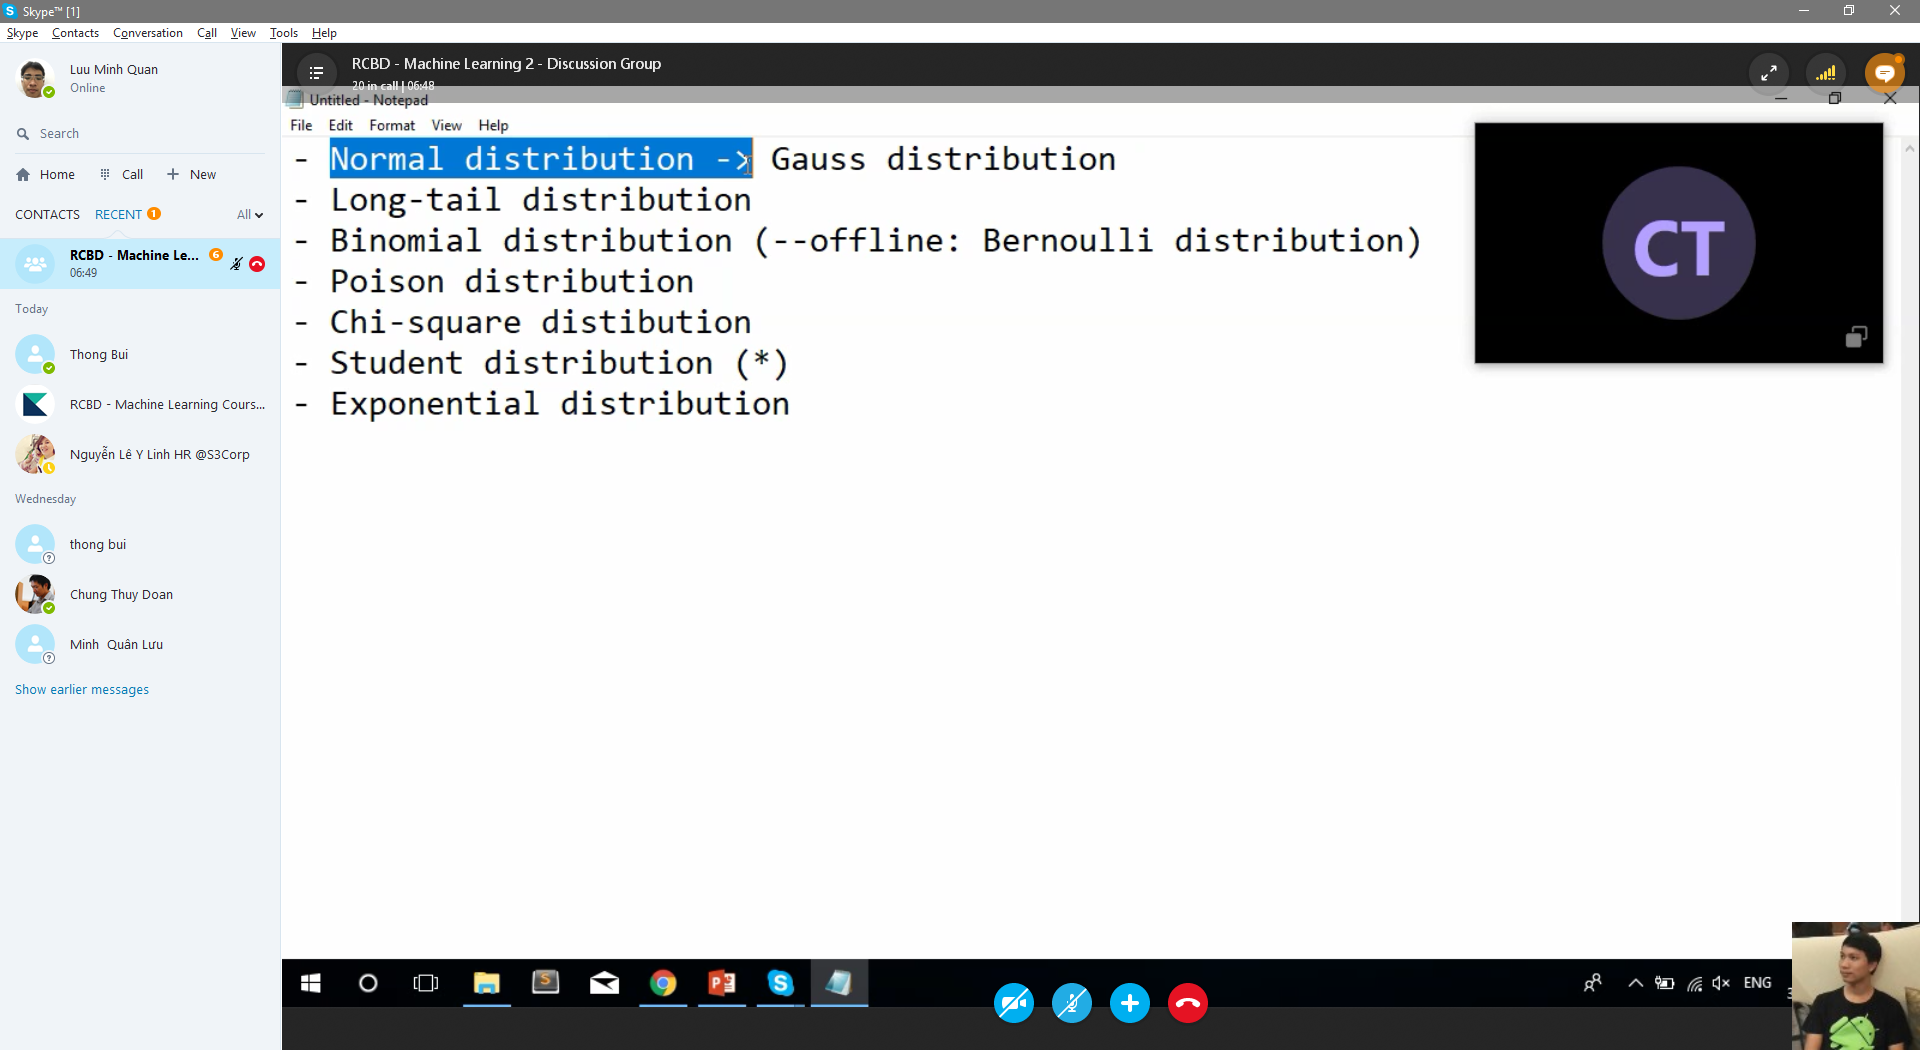 Skype™ [1]
Skype Contacts Conversation Call View Tools Help
Luu Minh Quan
Online
Search
Home Call New
CONTACTS RECENT 1 All
RCBD - Machine Le... 6
06:49
Today
Thong Bui
RCBD - Machine Learning Cours...
Nguyễn Lê Y Linh HR @S3Corp
Wednesday
thong bui
Chung Thuy Doan
Minh Quân Lưu
Show earlier messages
RCBD - Machine Learning 2 - Discussion Group
20 in call | 06:48
Untitled - Notepad
File Edit Format View Help
- Normal distribution -> Gauss distribution
- Long-tail distribution
- Binomial distribution (--offline: Bernoulli distribution)
- Poison distribution
- Chi-square distibution
- Student distribution (*)
- Exponential distribution
CT
ENG